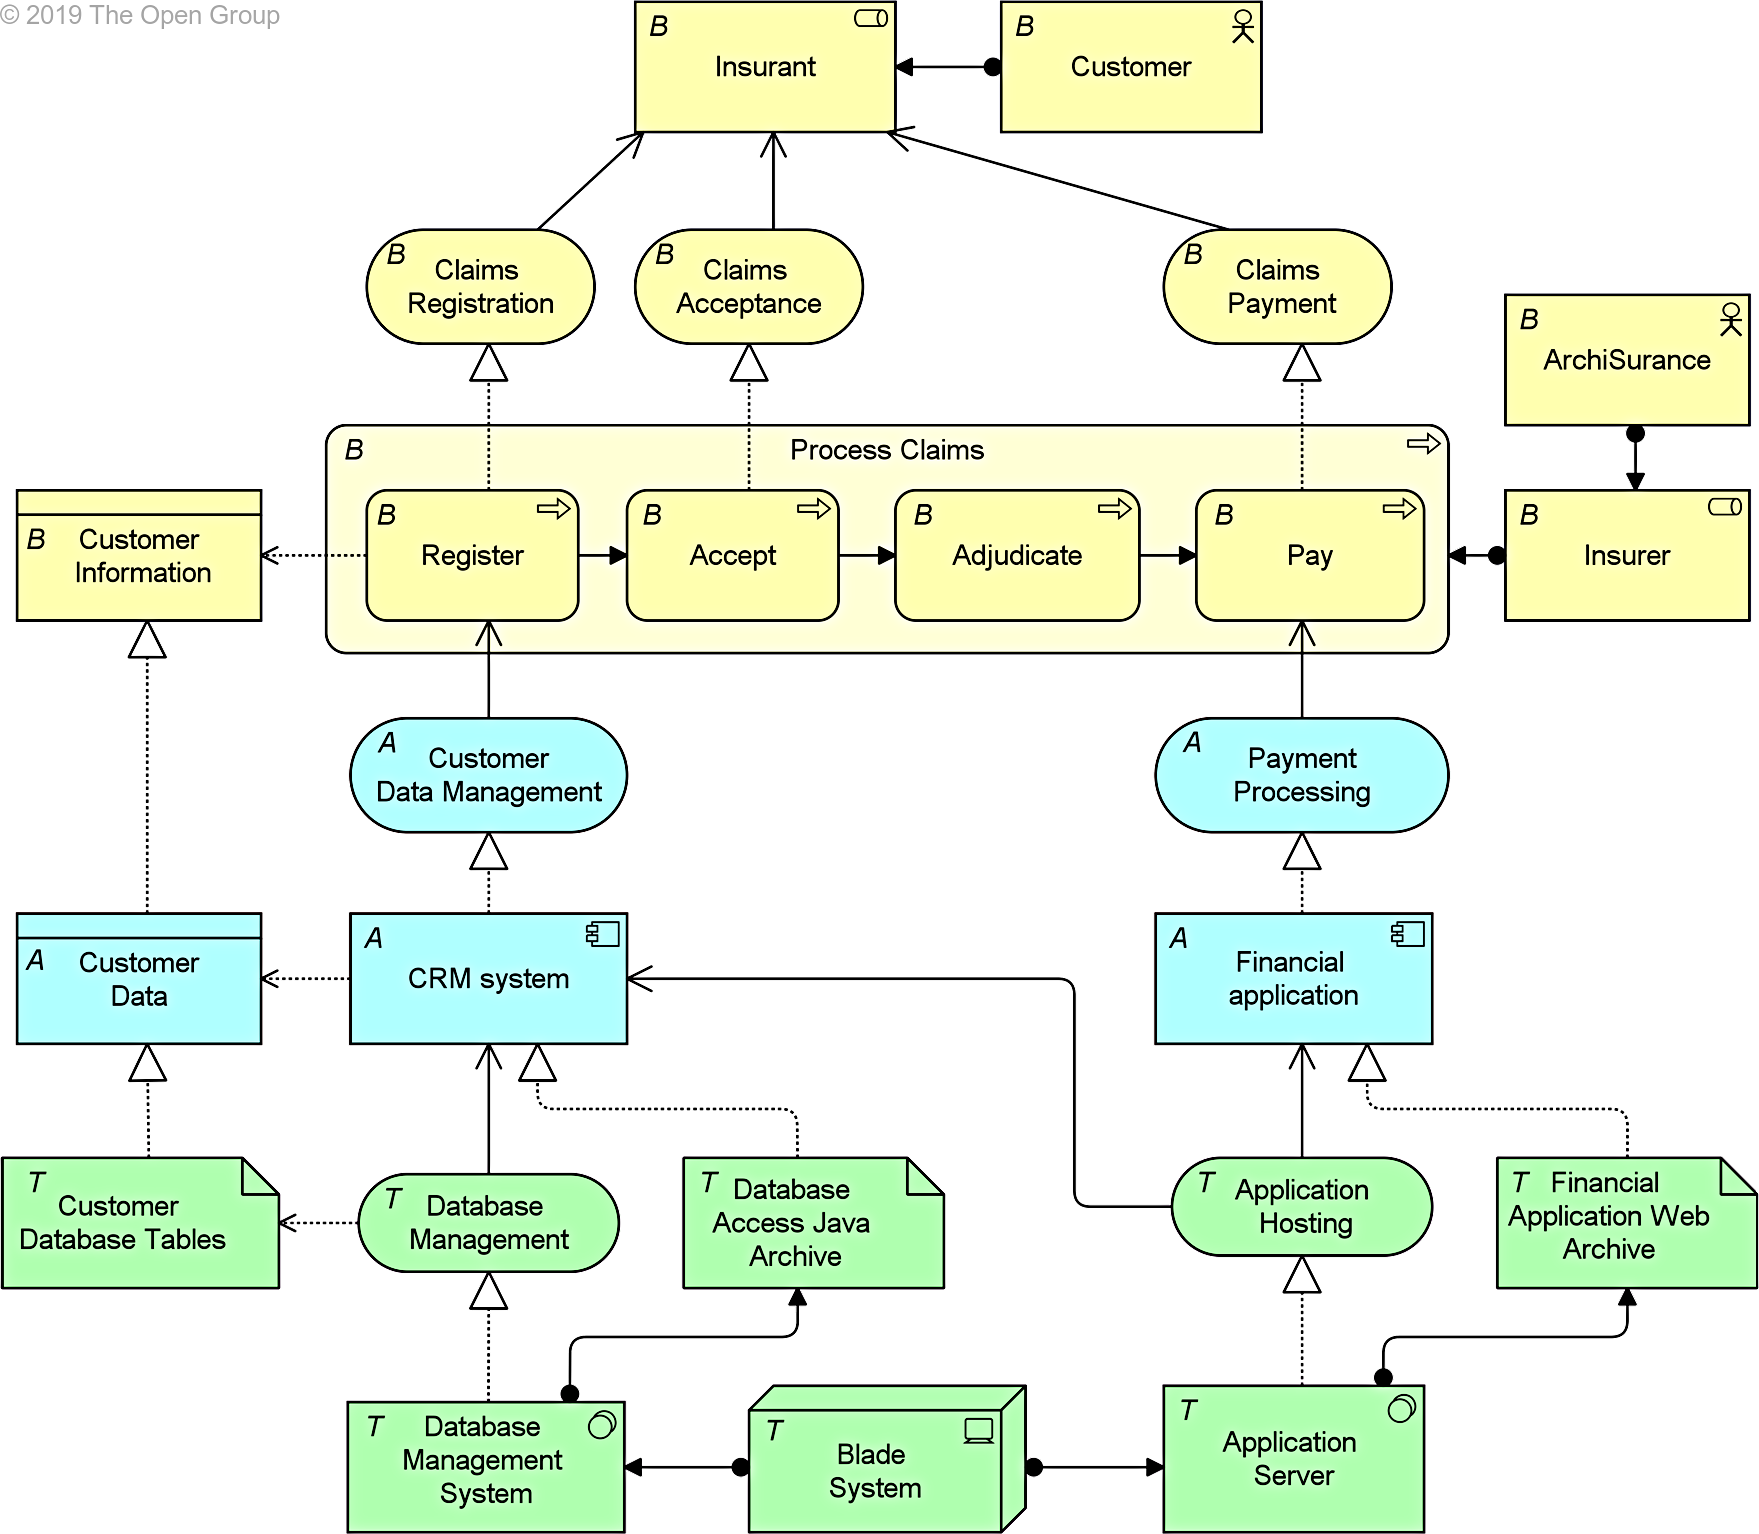 © 2019 The Open Group
B
Insurant
B
Customer
B
Claims
Registration
B
Claims
Acceptance
B
Claims
Payment
B
ArchiSurance
B
Process Claims
B
Customer
Information
B
Register
B
Accept
B
Adjudicate
B
Pay
B
Insurer
A
Customer
Data Management
A
Payment
Processing
A
Customer
Data
A
CRM system
A
Financial
application
T
Customer
Database Tables
T
Database
Management
T
Database
Access Java
Archive
T
Application
Hosting
T
Financial
Application Web
Archive
T
Database
Management
System
T
Blade
System
T
Application
Server